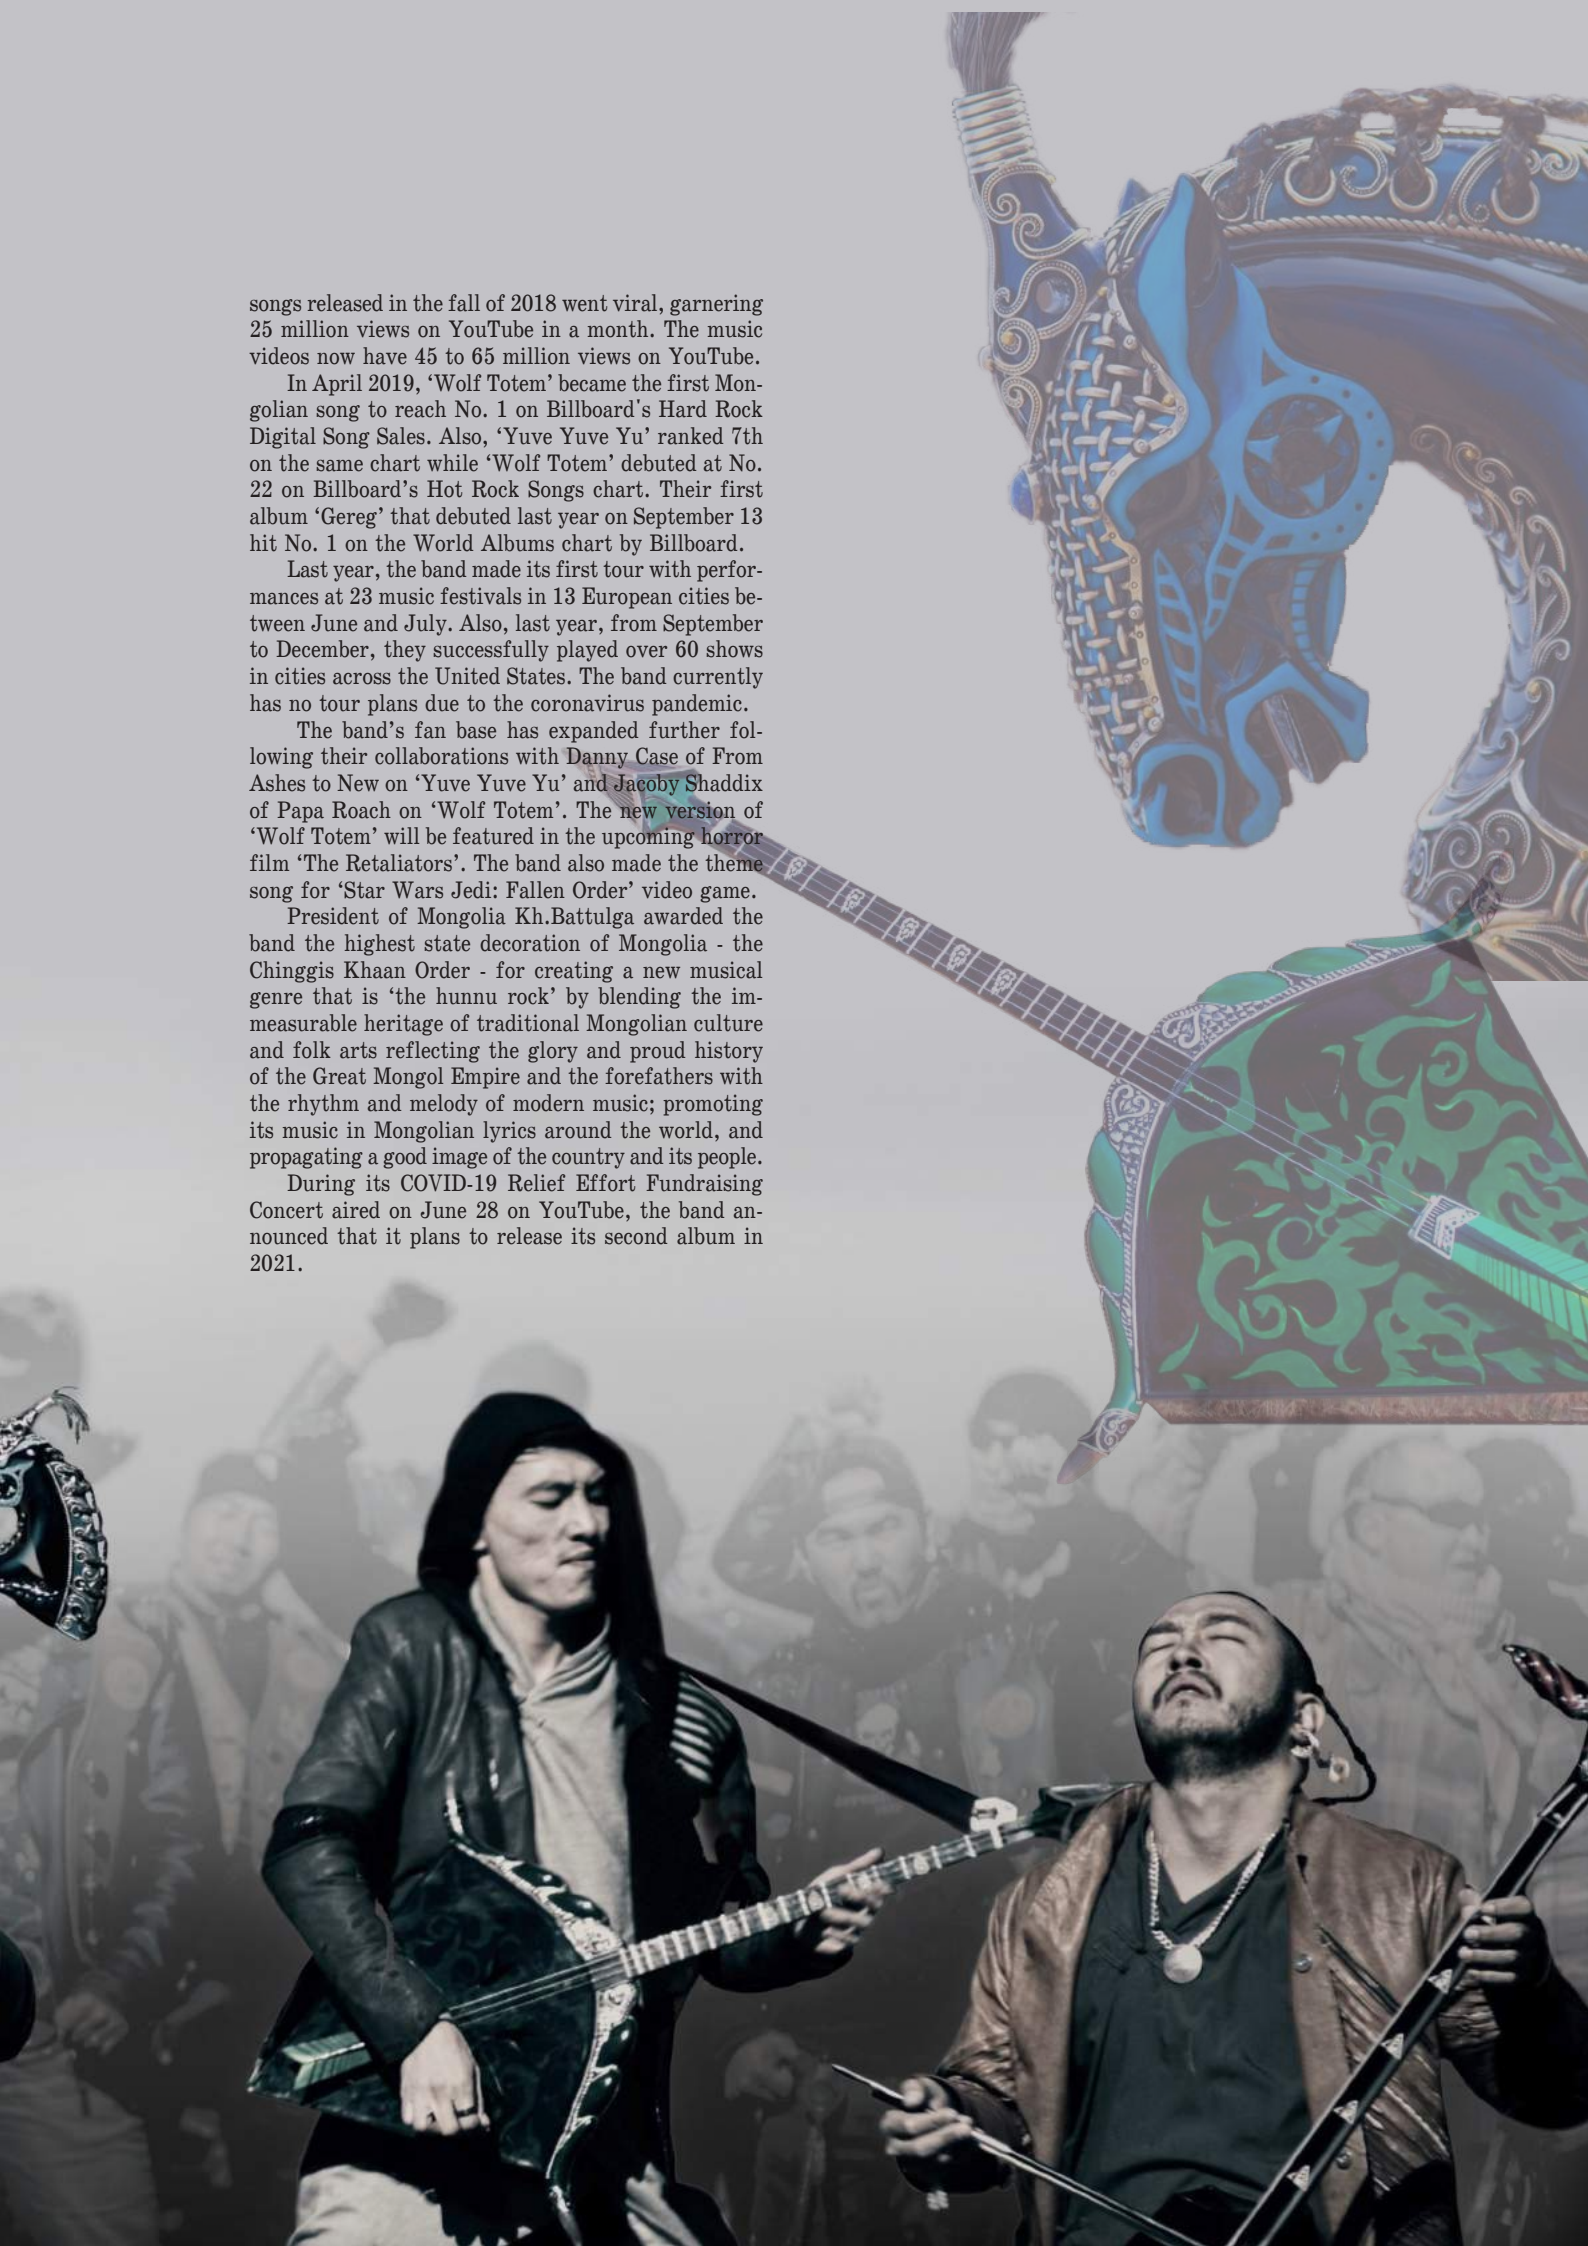 songs released in the fall of 2018 went viral, garnering
25 million views on YouTube in a month. The music
videos now have 45 to 65 million views on YouTube.
In April 2019, ‘Wolf Totem’ became the first Mon-
golian song to reach No. 1 on Billboard's Hard Rock
Digital Song Sales. Also, ‘Yuve Yuve Yu’ ranked 7th
on the same chart while ‘Wolf Totem’ debuted at No.
22 on Billboard’s Hot Rock Songs chart. Their first
album ‘Gereg’ that debuted last year on September 13
hit No. 1 on the World Albums chart by Billboard.
Last year, the band made its first tour with perfor-
mances at 23 music festivals in 13 European cities be-
tween June and July. Also, last year, from September
to December, they successfully played over 60 shows
in cities across the United States. The band currently
has no tour plans due to the coronavirus pandemic.
The band’s fan base has expanded further fol-
lowing their collaborations with Danny Case of From
Ashes to New on ‘Yuve Yuve Yu’ and Jacoby Shaddix
of Papa Roach on ‘Wolf Totem’. The new version of
‘Wolf Totem’ will be featured in the upcoming horror
film ‘The Retaliators’. The band also made the theme
song for ‘Star Wars Jedi: Fallen Order’ video game.
President of Mongolia Kh.Battulga awarded the
band the highest state decoration of Mongolia - the
Chinggis Khaan Order - for creating a new musical
genre that is ‘the hunnu rock’ by blending the im-
measurable heritage of traditional Mongolian culture
and folk arts reflecting the glory and proud history
of the Great Mongol Empire and the forefathers with
the rhythm and melody of modern music; promoting
its music in Mongolian lyrics around the world, and
propagating a good image of the country and its people.
During its COVID-19 Relief Effort Fundraising
Concert aired on June 28 on YouTube, the band an-
nounced that it plans to release its second album in
2021.